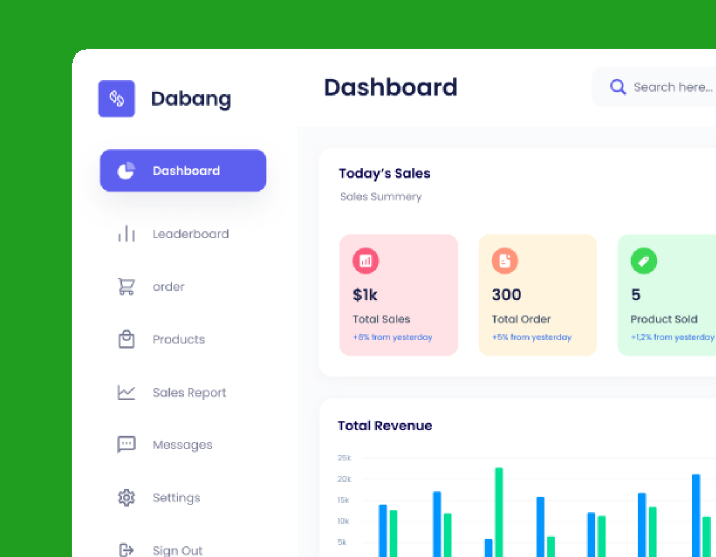 Dabang
Dashboard
Search here...
Dashboard
Leaderboard
order
Products
Sales Report
Messages
Settings
Sign Out
Today's Sales
Sales Summery
$1k
Total Sales
+8% from yesterday
300
Total Order
+5% from yesterday
5
Product Sold
+1,2% from yesterday
Total Revenue
25k
20k
15k
10k
5k